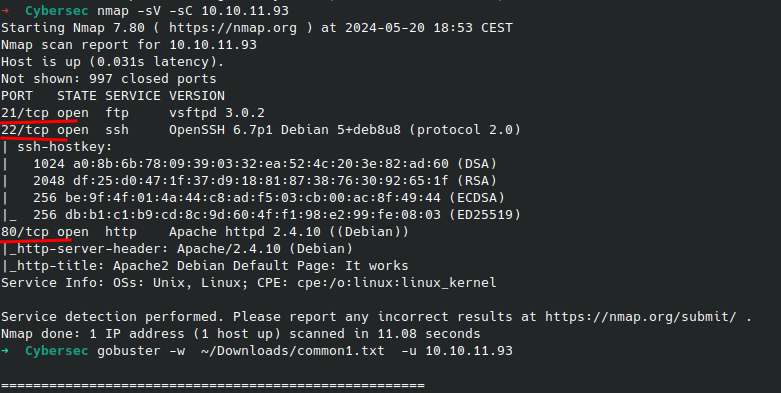 → Cybersec nmap -sV -sC 10.10.11.93
Starting Nmap 7.80 ( https://nmap.org ) at 2024-05-20 18:53 CEST
Nmap scan report for 10.10.11.93
Host is up (0.031s latency).
Not shown: 997 closed ports
PORT   STATE SERVICE VERSION
21/tcp open  ftp     vsftpd 3.0.2
22/tcp open  ssh     OpenSSH 6.7p1 Debian 5+deb8u8 (protocol 2.0)
| ssh-hostkey:
|   1024 a0:8b:6b:78:09:39:03:32:ea:52:4c:20:3e:82:ad:60 (DSA)
|   2048 df:25:d0:47:1f:37:d9:18:81:87:38:76:30:92:65:1f (RSA)
|   256 be:9f:4f:01:4a:44:c8:ad:f5:03:cb:00:ac:8f:49:44 (ECDSA)
|_  256 db:b1:c1:b9:cd:8c:9d:60:4f:f1:98:e2:99:fe:08:03 (ED25519)
80/tcp open  http    Apache httpd 2.4.10 ((Debian))
|_http-server-header: Apache/2.4.10 (Debian)
|_http-title: Apache2 Debian Default Page: It works
Service Info: OSs: Unix, Linux; CPE: cpe:/o:linux:linux_kernel
Service detection performed. Please report any incorrect results at https://nmap.org/submit/ .
Nmap done: 1 IP address (1 host up) scanned in 11.08 seconds
→ Cybersec gobuster -w  ~/Downloads/common1.txt  -u 10.10.11.93
=====================================================